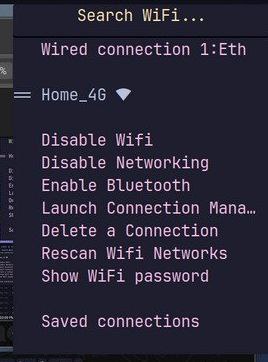 Search WiFi...
Wired connection 1:Eth
Home_4G
Disable Wifi
Disable Networking
Enable Bluetooth
Launch Connection Mana…
Delete a Connection
Rescan Wifi Networks
Show WiFi password
Saved connections